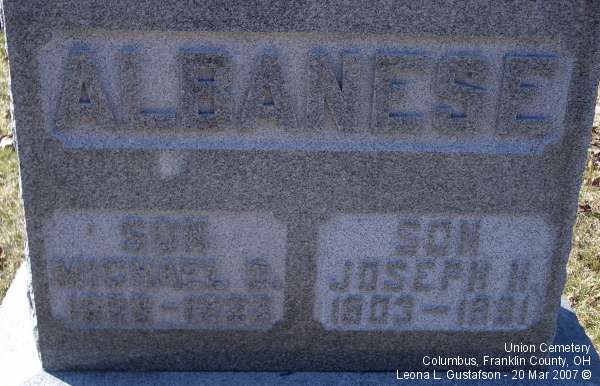 ALBANESE
SON
MICHAEL
SON
JOSEPH H.
1903-1931
Union Cemetery
Columbus, Franklin County, OH
Leona L. Gustafson - 20 Mar 2007 ©